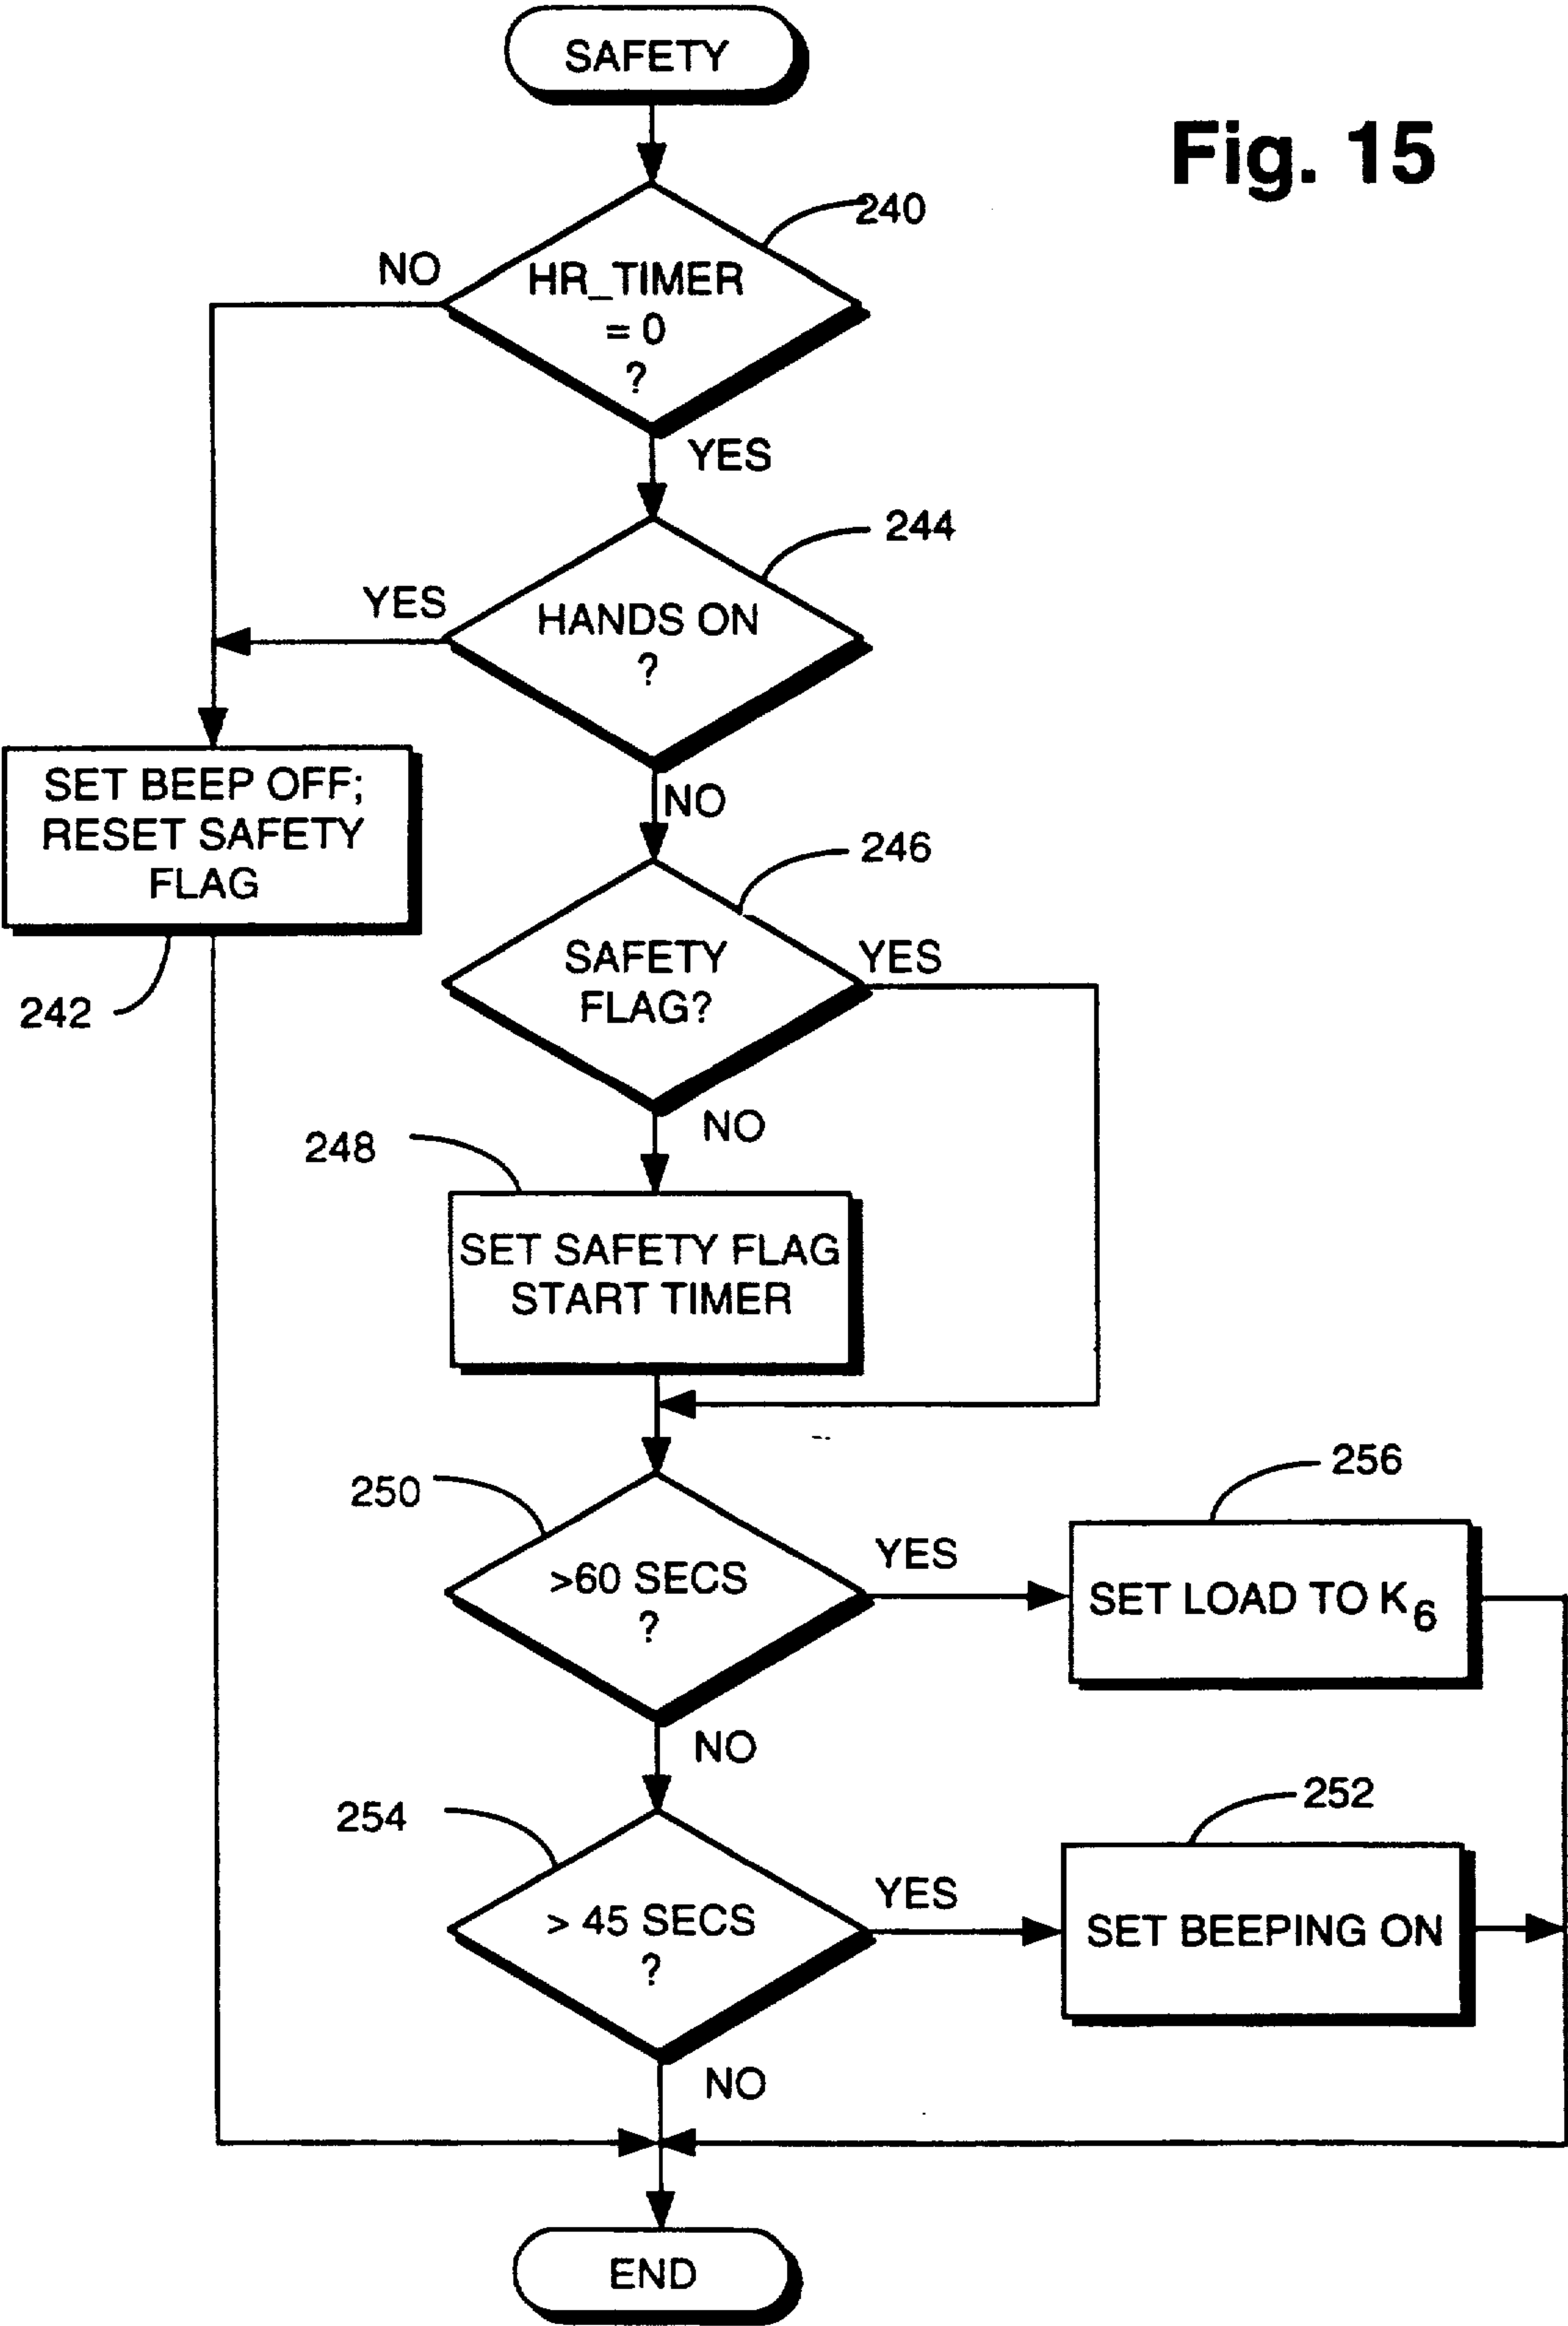 SAFETY
Fig. 15
240
NO
HR_TIMER
= 0
?
YES
244
YES
HANDS ON
?
NO
SET BEEP OFF;
RESET SAFETY
FLAG
246
SAFETY
FLAG?
YES
242
NO
248
SET SAFETY FLAG
START TIMER
256
250
YES
>60 SECS
?
SET LOAD TO K6
NO
252
254
YES
> 45 SECS
?
SET BEEPING ON
NO
END